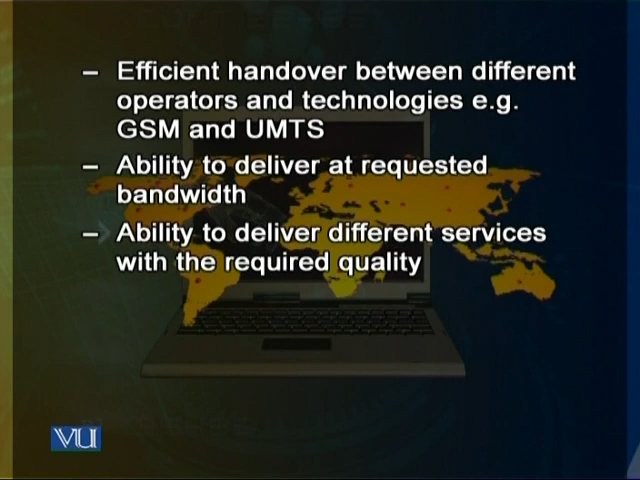 – Efficient handover between different
operators and technologies e.g.
GSM and UMTS
– Ability to deliver at requested
bandwidth
– Ability to deliver different services
with the required quality
VU